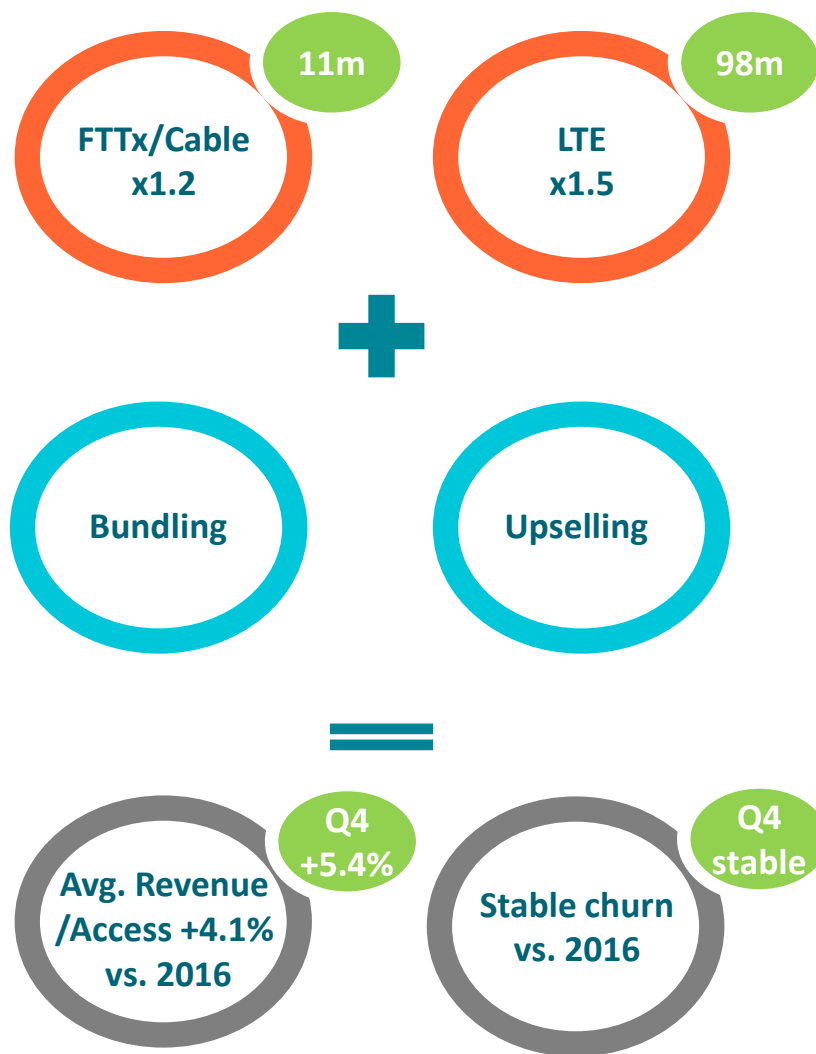 11m
FTTx/Cable
x1.2
98m
LTE
x1.5
Bundling
Upselling
Q4
+5.4%
Avg. Revenue
/Access +4.1%
vs. 2016
Q4
stable
Stable churn
vs. 2016